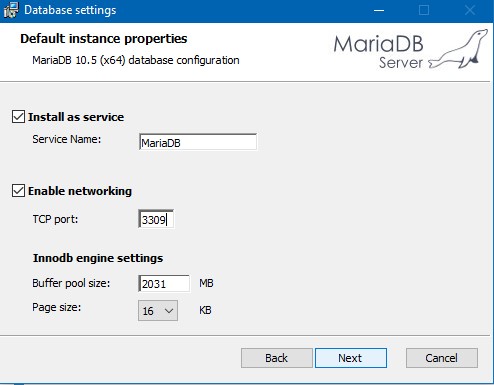 Database settings
Default instance properties
MariaDB 10.5 (x64) database configuration
MariaDB
Server
Install as service
Service Name: MariaDB
Enable networking
TCP port: 3309
Innodb engine settings
Buffer pool size: 2031 MB
Page size: 16 KB
Back Next Cancel